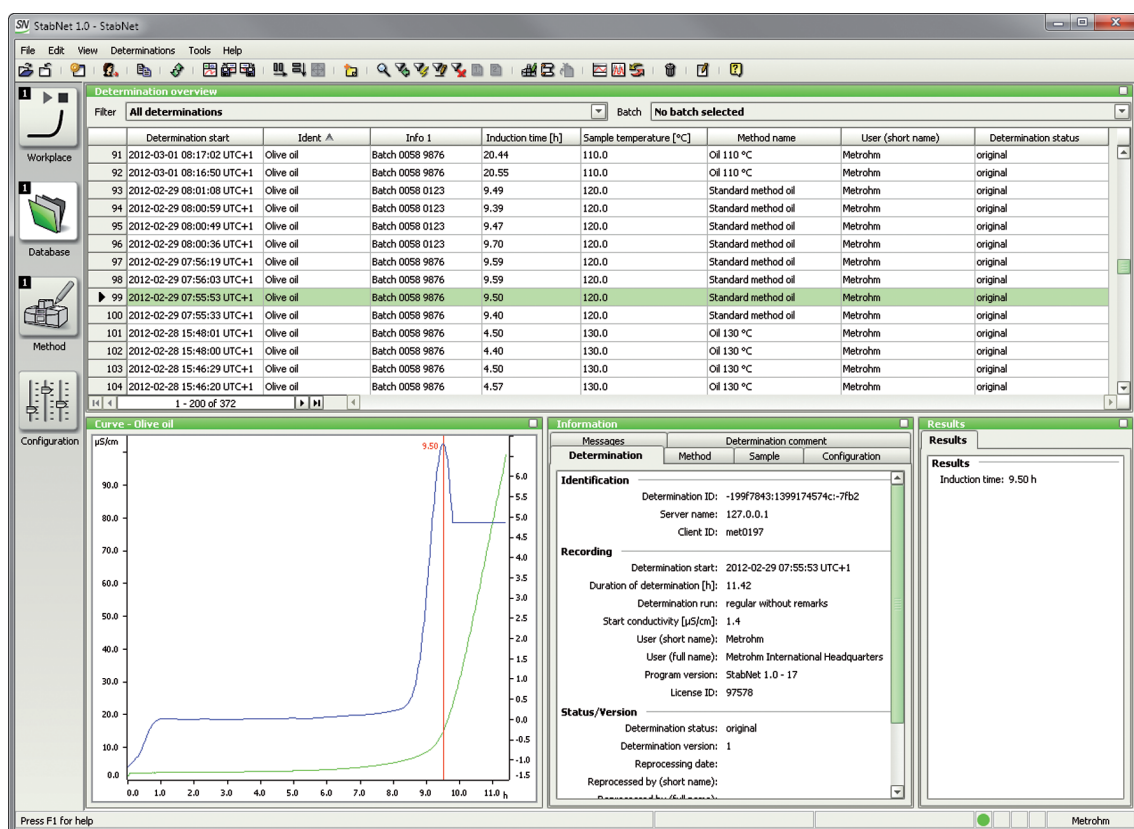 StabNet 1.0 - StabNet
File Edit View Determinations Tools Help
Determination overview
Filter All determinations Batch No batch selected
Determination start Ident Info 1 Induction time [h] Sample temperature [°C] Method name User (short name) Determination status
91 2012-03-01 08:17:02 UTC+1 Olive oil Batch 0058 9876 20.44 110.0 Oil 110 °C Metrohm original
92 2012-03-01 08:16:50 UTC+1 Olive oil Batch 0058 9876 20.55 110.0 Oil 110 °C Metrohm original
93 2012-02-29 08:01:08 UTC+1 Olive oil Batch 0058 0123 9.49 120.0 Standard method oil Metrohm original
94 2012-02-29 08:00:59 UTC+1 Olive oil Batch 0058 0123 9.39 120.0 Standard method oil Metrohm original
95 2012-02-29 08:00:49 UTC+1 Olive oil Batch 0058 0123 9.47 120.0 Standard method oil Metrohm original
96 2012-02-29 08:00:36 UTC+1 Olive oil Batch 0058 0123 9.70 120.0 Standard method oil Metrohm original
97 2012-02-29 07:56:19 UTC+1 Olive oil Batch 0058 9876 9.59 120.0 Standard method oil Metrohm original
98 2012-02-29 07:56:03 UTC+1 Olive oil Batch 0058 9876 9.59 120.0 Standard method oil Metrohm original
99 2012-02-29 07:55:53 UTC+1 Olive oil Batch 0058 9876 9.50 120.0 Standard method oil Metrohm original
100 2012-02-29 07:55:33 UTC+1 Olive oil Batch 0058 9876 9.40 120.0 Standard method oil Metrohm original
101 2012-02-28 15:48:01 UTC+1 Olive oil Batch 0058 9876 4.50 130.0 Oil 130 °C Metrohm original
102 2012-02-28 15:48:00 UTC+1 Olive oil Batch 0058 9876 4.40 130.0 Oil 130 °C Metrohm original
103 2012-02-28 15:46:29 UTC+1 Olive oil Batch 0058 9876 4.50 130.0 Oil 130 °C Metrohm original
104 2012-02-28 15:46:20 UTC+1 Olive oil Batch 0058 9876 4.57 130.0 Oil 130 °C Metrohm original
1 - 200 of 372
1
Workplace
1
Database
1
Method
Configuration
Curve - Olive oil
µS/cm
9.50
90.0
80.0
70.0
60.0
50.0
40.0
30.0
20.0
10.0
0.0
6.0
5.5
5.0
4.5
4.0
3.5
3.0
2.5
2.0
1.5
1.0
0.5
0.0
-0.5
-1.0
-1.5
0.0 1.0 2.0 3.0 4.0 5.0 6.0 7.0 8.0 9.0 10.0 11.0 h
Information
Messages Determination comment
Determination Method Sample Configuration
Identification
Determination ID: -199f7843:1399174574c:-7fb2
Server name: 127.0.0.1
Client ID: met0197
Recording
Determination start: 2012-02-29 07:55:53 UTC+1
Duration of determination [h]: 11.42
Determination run: regular without remarks
Start conductivity [µS/cm]: 1.4
User (short name): Metrohm
User (full name): Metrohm International Headquarters
Program version: StabNet 1.0 - 17
License ID: 97578
Status/Version
Determination status: original
Determination version: 1
Reprocessing date:
Reprocessed by (short name):
Reprocessed by (full name):
Results
Results
Results
Induction time: 9.50 h
Press F1 for help
Metrohm